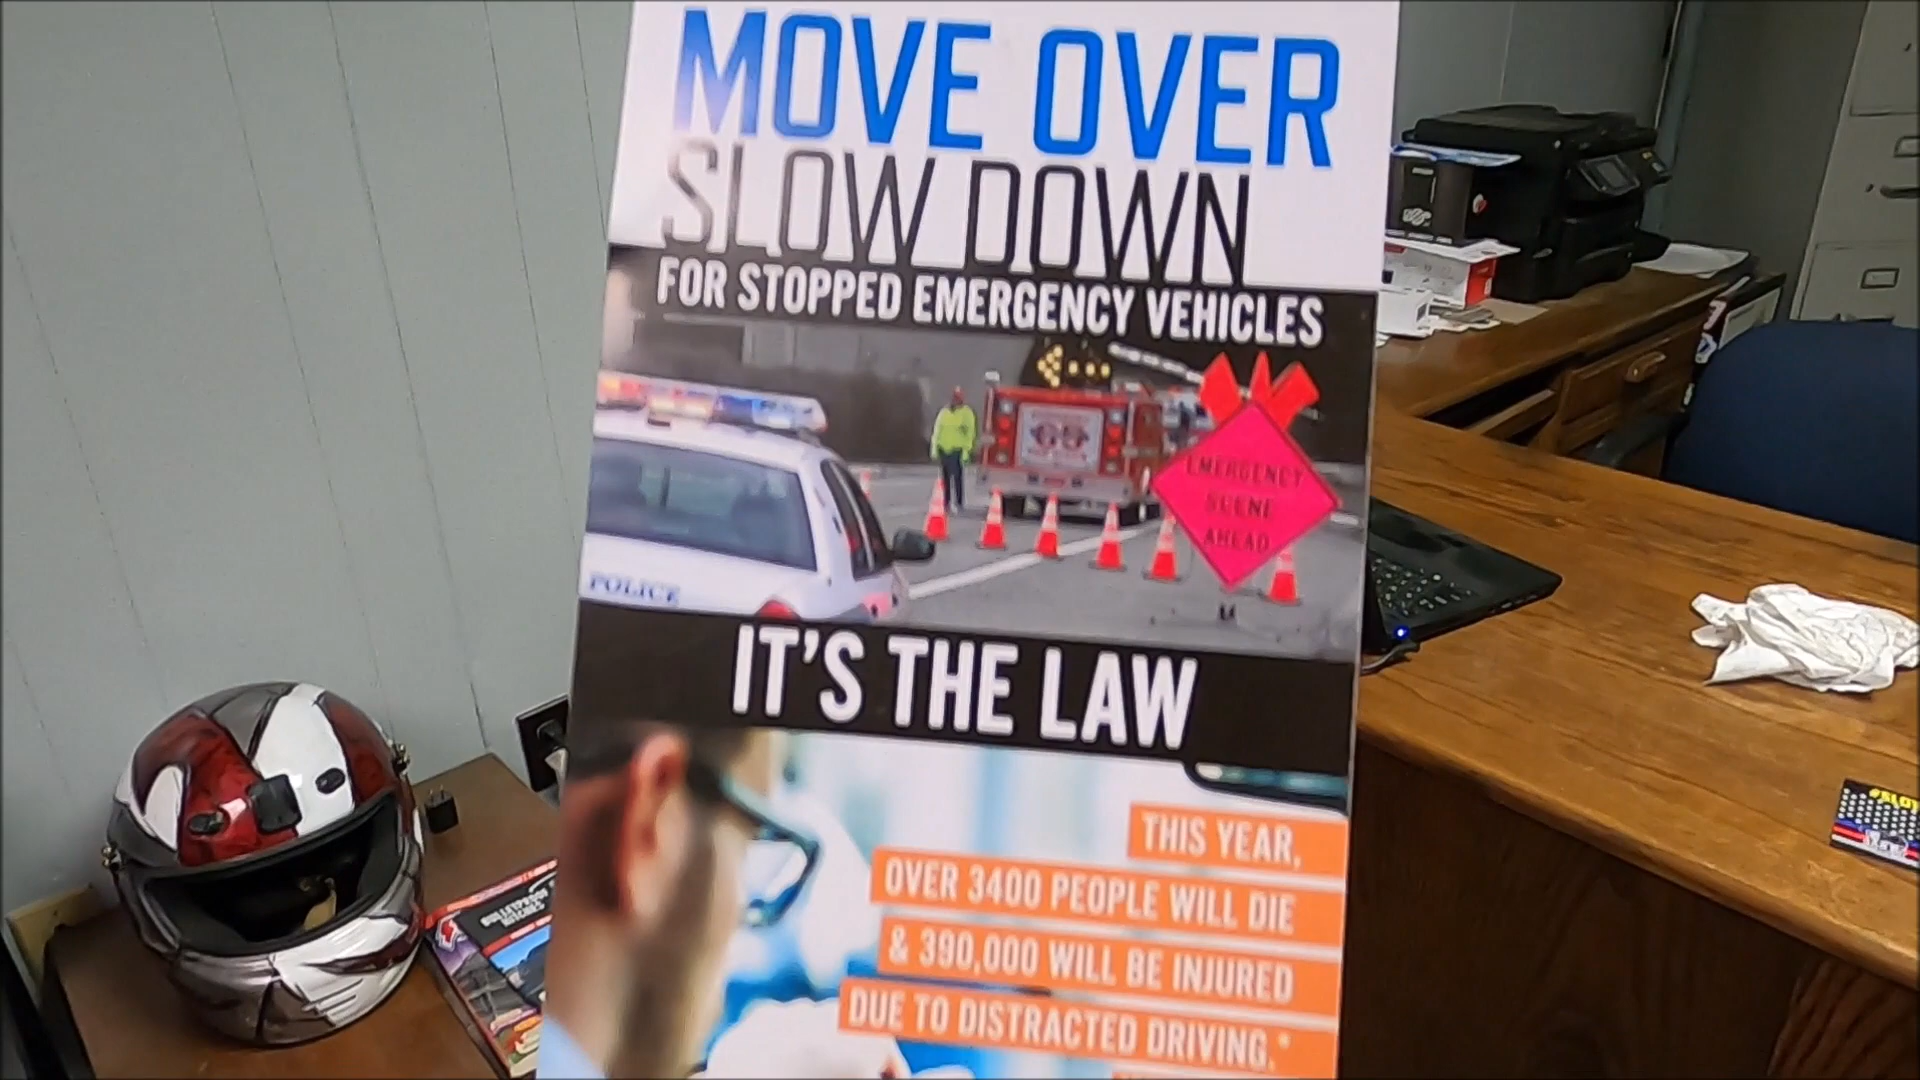 MOVE OVER
SLOW DOWN
FOR STOPPED EMERGENCY VEHICLES
EMERGENCY
SCENE
AHEAD
POLICE
IT'S THE LAW
THIS YEAR,
OVER 3400 PEOPLE WILL DIE
& 390,000 WILL BE INJURED
DUE TO DISTRACTED DRIVING.*